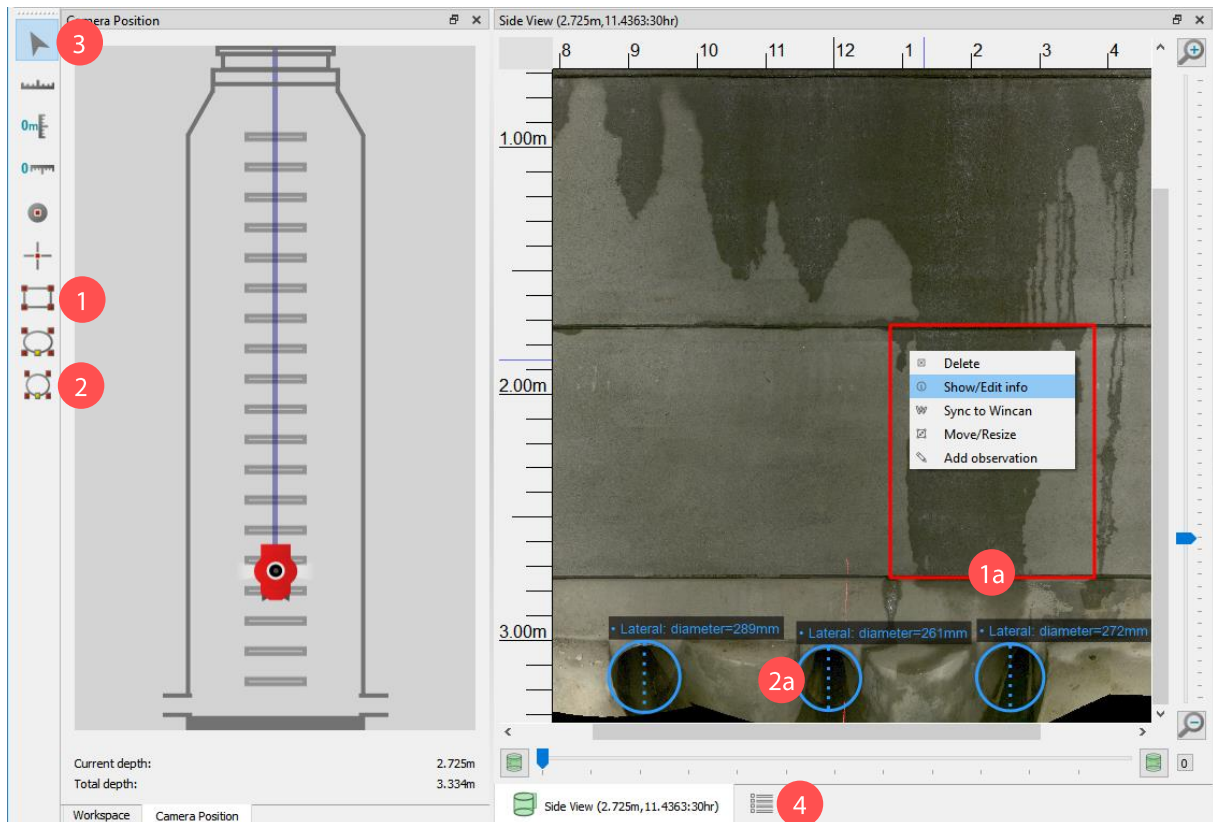 Camera Position
3
0m
0
1
2
Current depth: 2.725m
Total depth: 3.334m
Workspace Camera Position
Side View (2.725m,11.4363:30hr)
8 9 10 11 12 1 2 3 4
1.00m
2.00m
3.00m
Delete
Show/Edit info
Sync to Wincan
Move/Resize
Add observation
1a
• Lateral: diameter=289mm
• Lateral: diameter=261mm
• Lateral: diameter=272mm
2a
0
Side View (2.725m,11.4363:30hr)
4